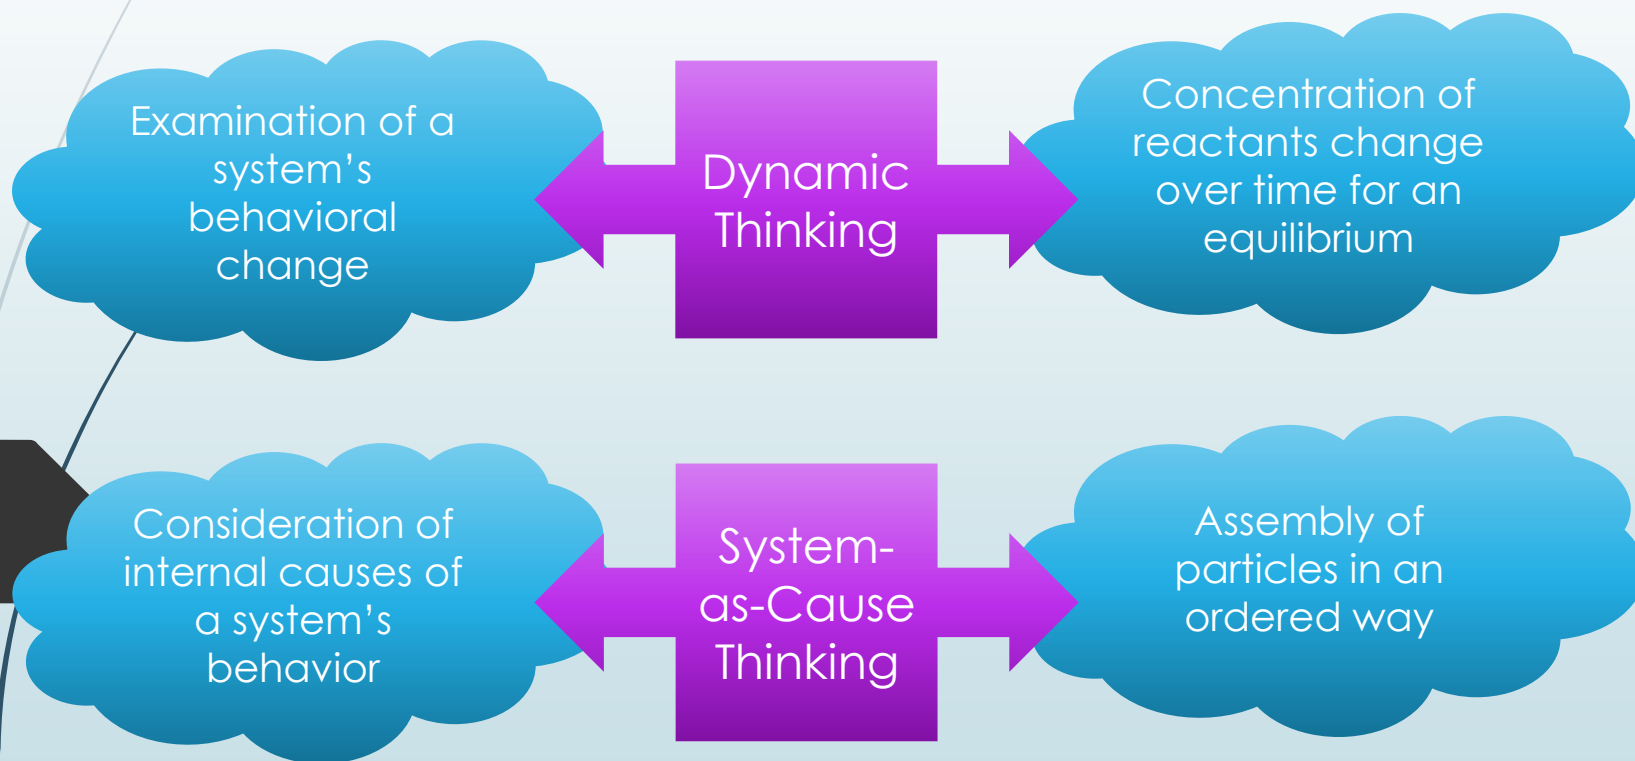 Examination of a
system’s
behavioral
change
Dynamic
Thinking
Concentration of
reactants change
over time for an
equilibrium
Consideration of
internal causes of
a system’s
behavior
System-
as-Cause
Thinking
Assembly of
particles in an
ordered way